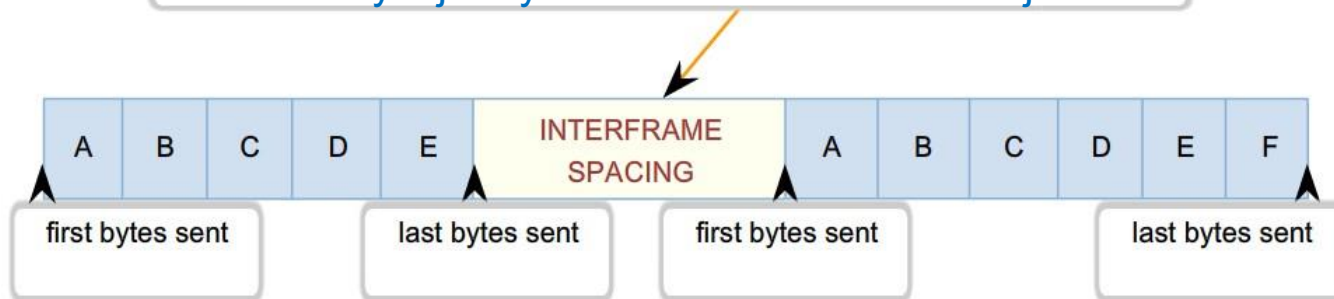 A B C D E INTERFRAME A B C D E F
SPACING
first bytes sent last bytes sent first bytes sent last bytes sent